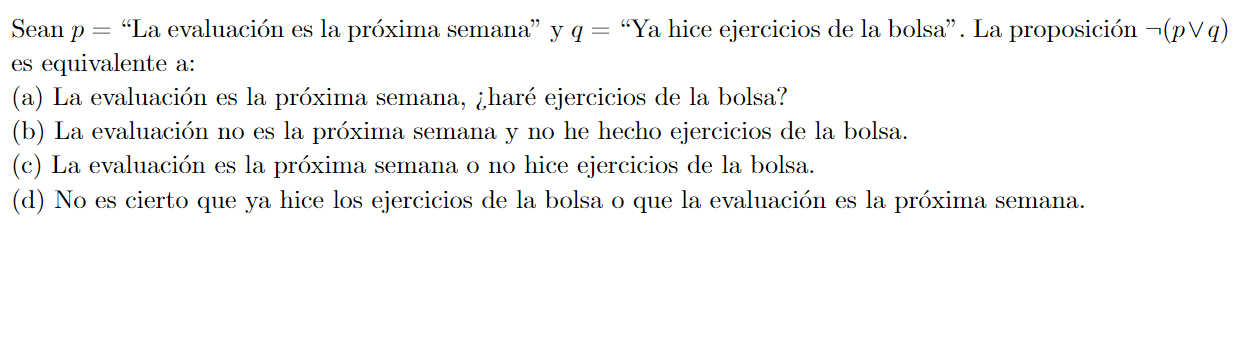 Sean p = “La evaluación es la próxima semana” y q = “Ya hice ejercicios de la bolsa”. La proposición ¬(p∨q)
es equivalente a:
(a) La evaluación es la próxima semana, ¿haré ejercicios de la bolsa?
(b) La evaluación no es la próxima semana y no he hecho ejercicios de la bolsa.
(c) La evaluación es la próxima semana o no hice ejercicios de la bolsa.
(d) No es cierto que ya hice los ejercicios de la bolsa o que la evaluación es la próxima semana.